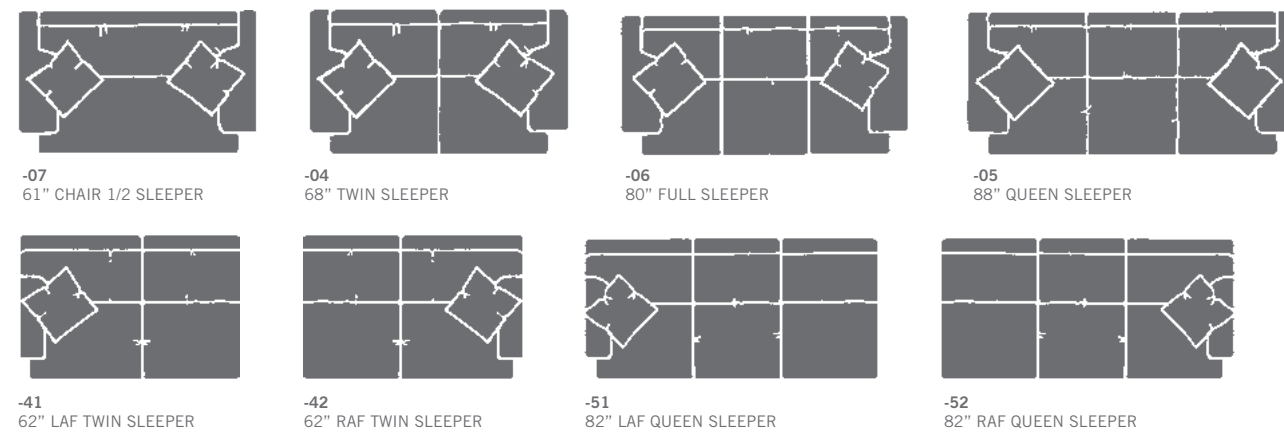 -07
61” CHAIR 1/2 SLEEPER
-04
68” TWIN SLEEPER
-06
80” FULL SLEEPER
-05
88” QUEEN SLEEPER
-41
62” LAF TWIN SLEEPER
-42
62” RAF TWIN SLEEPER
-51
82” LAF QUEEN SLEEPER
-52
82” RAF QUEEN SLEEPER